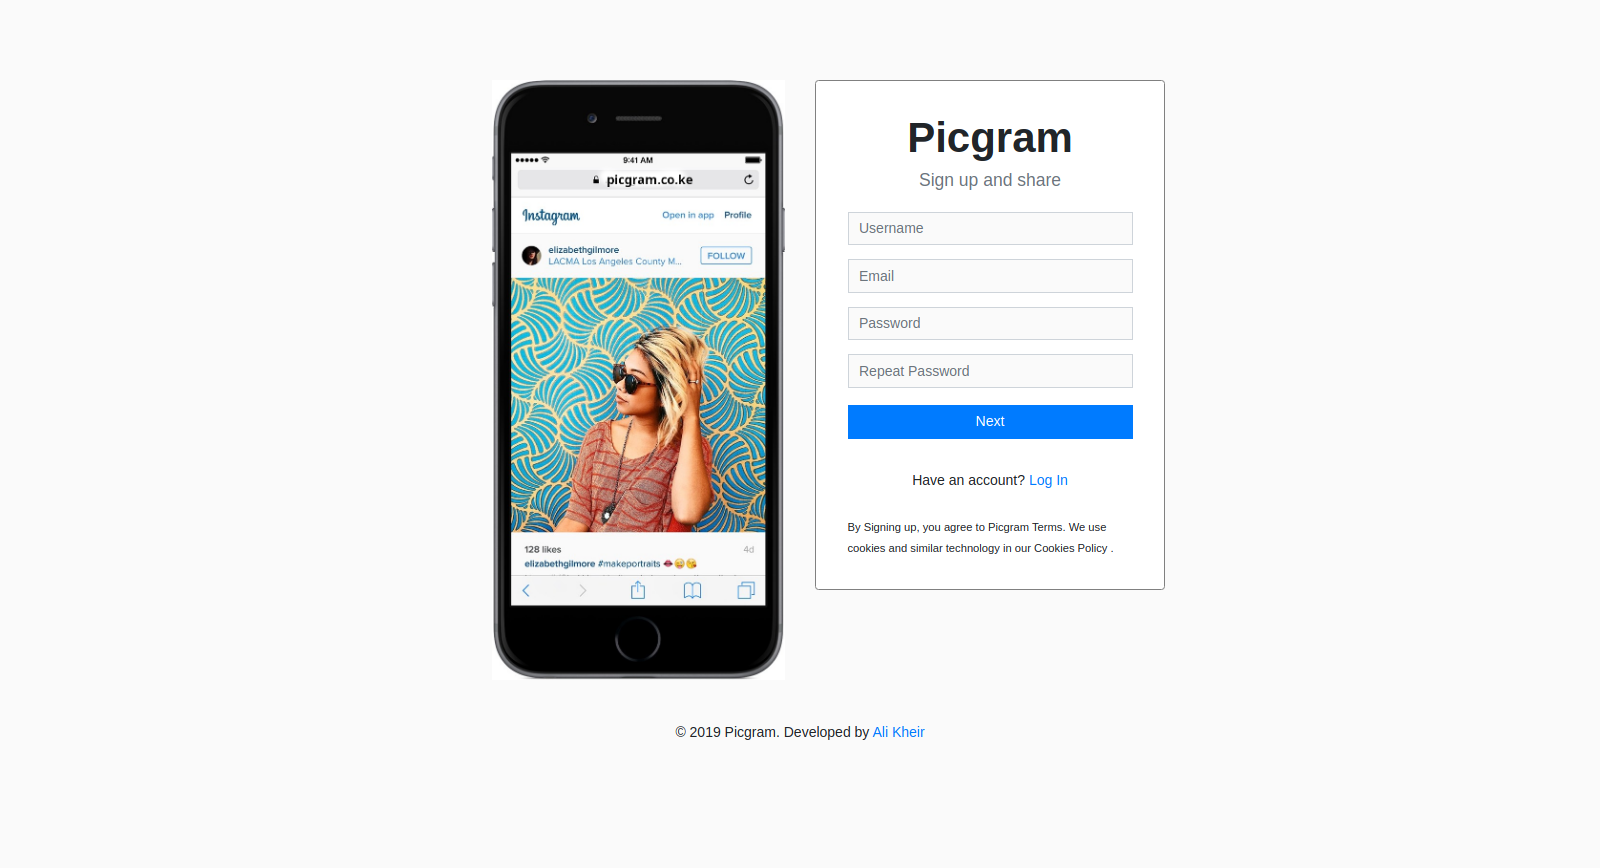 9:41 AM
picgram.co.ke
Instagram
Open in app Profile
elizabethgilmore
LACMA Los Angeles County M...
FOLLOW
128 likes
4d
elizabethgilmore #makeportraits
Picgram
Sign up and share
Username
Email
Password
Repeat Password
Next
Have an account? Log In
By Signing up, you agree to Picgram Terms. We use
cookies and similar technology in our Cookies Policy .
© 2019 Picgram. Developed by Ali Kheir